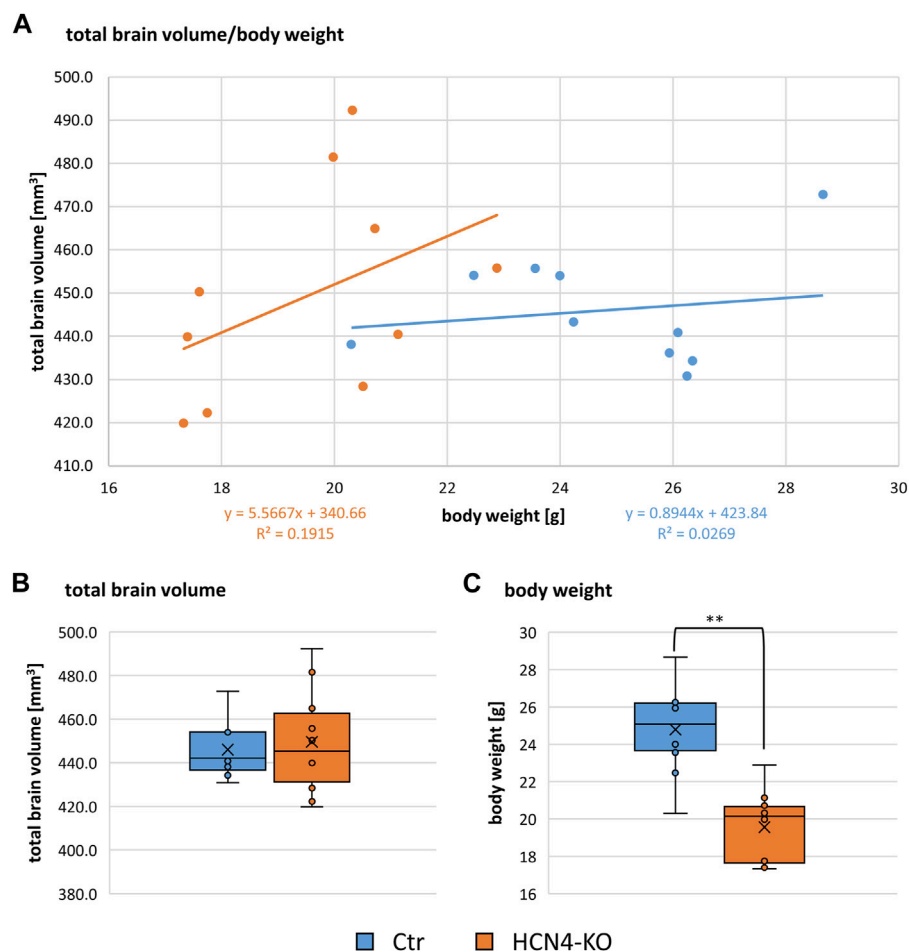 A total brain volume/body weight
total brain volume [mm³]
500.0
490.0
480.0
470.0
460.0
450.0
440.0
430.0
420.0
410.0
16 18 20 22 24 26 28 30
body weight [g]
y = 5.5667x + 340.66
R² = 0.1915
y = 0.8944x + 423.84
R² = 0.0269
B total brain volume
total brain volume [mm³]
500.0
480.0
460.0
440.0
420.0
400.0
380.0
C body weight
body weight [g]
30
28
26
24
22
20
18
16
**
Ctr HCN4-KO